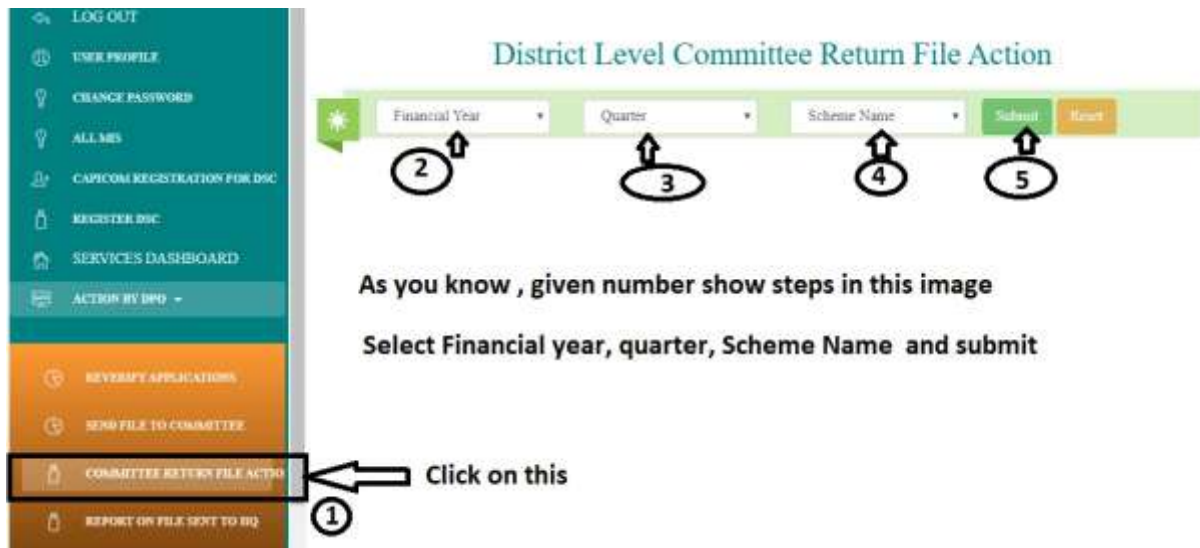 LOG OUT
USER PROFILE
CHANGE PASSWORD
ALL MIS
CAPICOM REGISTRATION FOR DSC
REGISTER DSC
SERVICES DASHBOARD
ACTION BY DPO
REVERIFY APPLICATIONS
SEND FILE TO COMMITTEE
COMMITTEE RETURN FILE ACTIO
REPORT ON FILE SENT TO HQ
District Level Committee Return File Action
Financial Year Quarter Scheme Name Submit Reset
2 3 4 5
As you know , given number show steps in this image
Select Financial year, quarter, Scheme Name and submit
Click on this
1